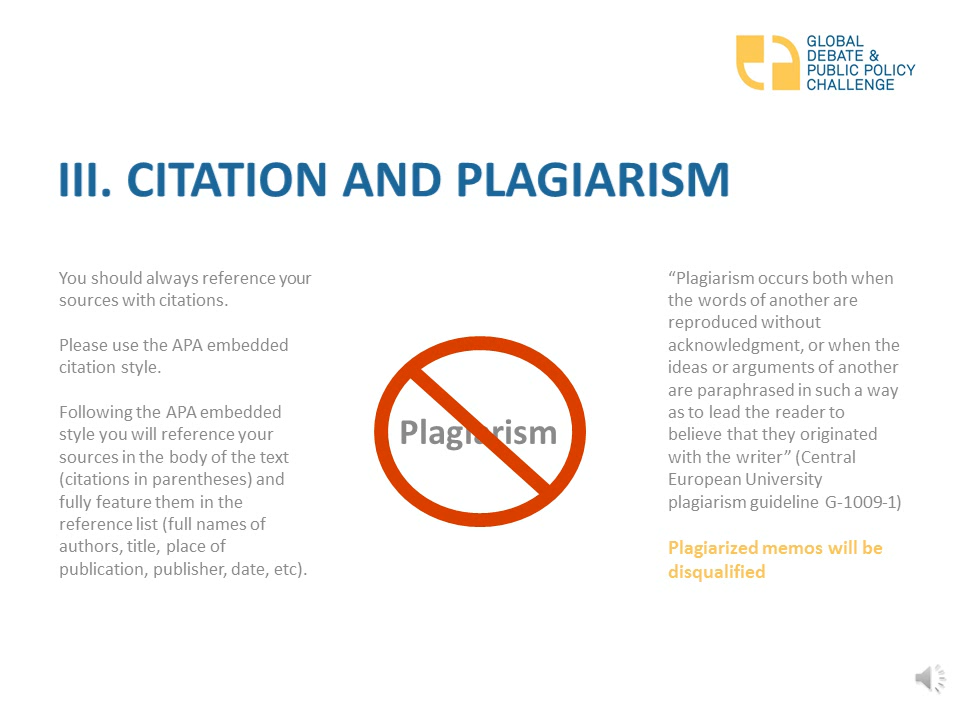 GLOBAL
DEBATE &
PUBLIC POLICY
CHALLENGE
III. CITATION AND PLAGIARISM
You should always reference your
sources with citations.
Please use the APA embedded
citation style.
Following the APA embedded
style you will reference your
sources in the body of the text
(citations in parentheses) and
fully feature them in the
reference list (full names of
authors, title, place of
publication, publisher, date, etc).
Plagiarism
“Plagiarism occurs both when
the words of another are
reproduced without
acknowledgment, or when the
ideas or arguments of another
are paraphrased in such a way
as to lead the reader to
believe that they originated
with the writer” (Central
European University
plagiarism guideline G-1009-1)
Plagiarized memos will be
disqualified